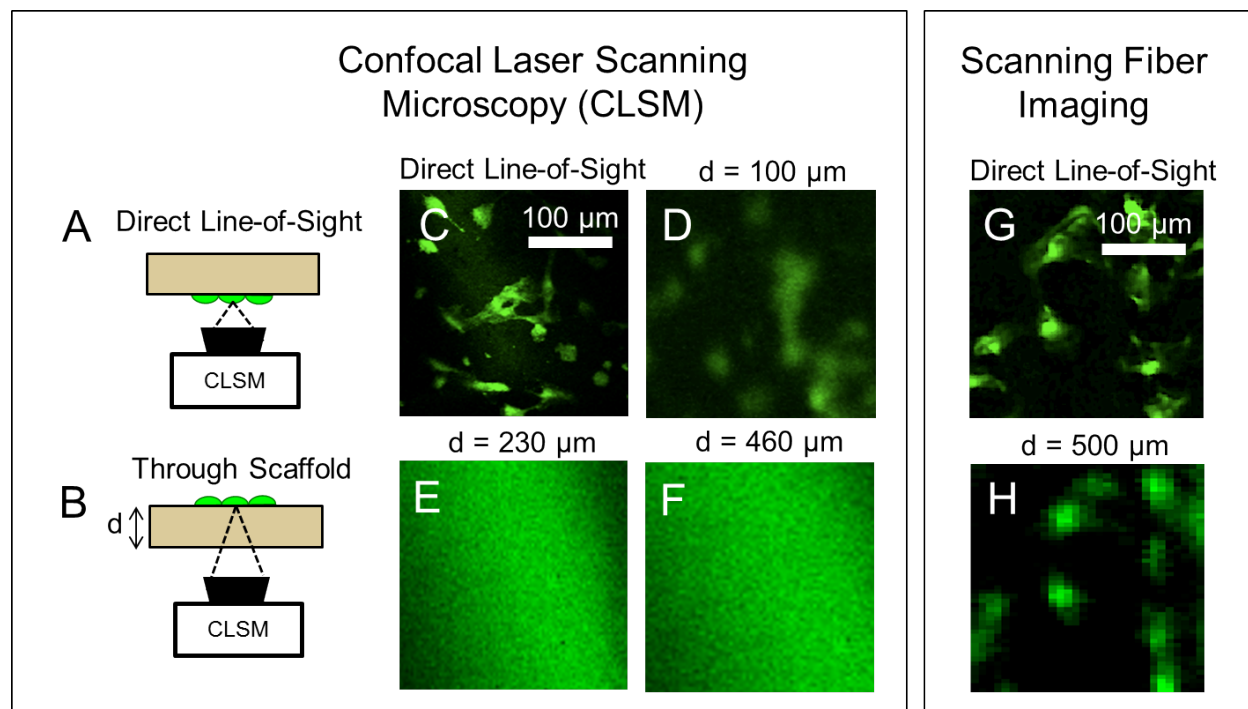 Confocal Laser Scanning
Microscopy (CLSM)
A
Direct Line-of-Sight
CLSM
B
Through Scaffold
d
CLSM
Direct Line-of-Sight
C
100 µm
d = 100 µm
D
d = 230 µm
E
d = 460 µm
F
Scanning Fiber
Imaging
Direct Line-of-Sight
G
100 µm
d = 500 µm
H